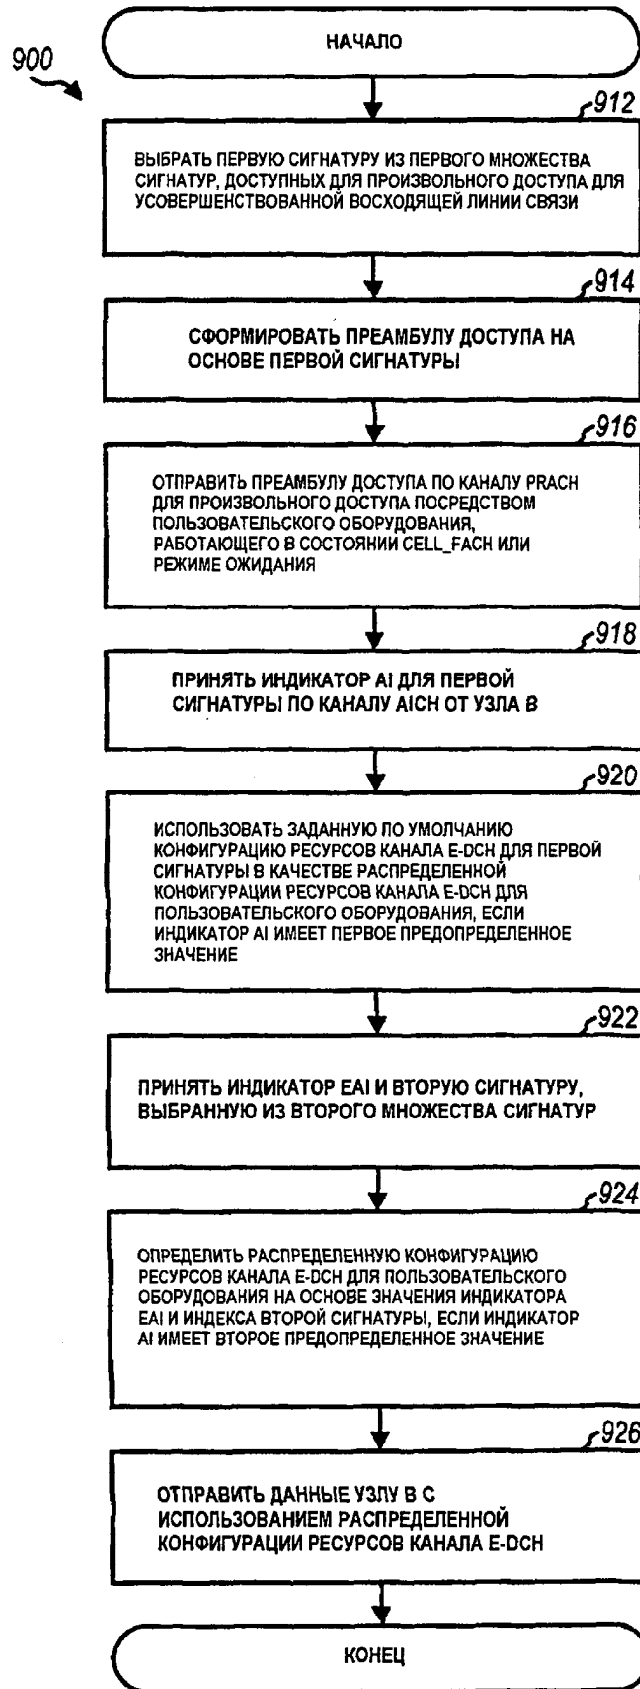 900
НАЧАЛО
912
ВЫБРАТЬ ПЕРВУЮ СИГНАТУРУ ИЗ ПЕРВОГО МНОЖЕСТВА
СИГНАТУР, ДОСТУПНЫХ ДЛЯ ПРОИЗВОЛЬНОГО ДОСТУПА ДЛЯ
УСОВЕРШЕНСТВОВАННОЙ ВОСХОДЯЩЕЙ ЛИНИИ СВЯЗИ
914
СФОРМИРОВАТЬ ПРЕАМБУЛУ ДОСТУПА НА
ОСНОВЕ ПЕРВОЙ СИГНАТУРЫ
916
ОТПРАВИТЬ ПРЕАМБУЛУ ДОСТУПА ПО КАНАЛУ PRACH
ДЛЯ ПРОИЗВОЛЬНОГО ДОСТУПА ПОСРЕДСТВОМ
ПОЛЬЗОВАТЕЛЬСКОГО ОБОРУДОВАНИЯ,
РАБОТАЮЩЕГО В СОСТОЯНИИ CELL_FACH ИЛИ
РЕЖИМЕ ОЖИДАНИЯ
918
ПРИНЯТЬ ИНДИКАТОР AI ДЛЯ ПЕРВОЙ
СИГНАТУРЫ ПО КАНАЛУ AICH ОТ УЗЛА В
920
ИСПОЛЬЗОВАТЬ ЗАДАННУЮ ПО УМОЛЧАНИЮ
КОНФИГУРАЦИЮ РЕСУРСОВ КАНАЛА E-DCH ДЛЯ ПЕРВОЙ
СИГНАТУРЫ В КАЧЕСТВЕ РАСПРЕДЕЛЕННОЙ
КОНФИГУРАЦИИ РЕСУРСОВ КАНАЛА E-DCH ДЛЯ
ПОЛЬЗОВАТЕЛЬСКОГО ОБОРУДОВАНИЯ, ЕСЛИ
ИНДИКАТОР AI ИМЕЕТ ПЕРВОЕ ПРЕДОПРЕДЕЛЕННОЕ
ЗНАЧЕНИЕ
922
ПРИНЯТЬ ИНДИКАТОР EAI И ВТОРУЮ СИГНАТУРУ,
ВЫБРАННУЮ ИЗ ВТОРОГО МНОЖЕСТВА СИГНАТУР
924
ОПРЕДЕЛИТЬ РАСПРЕДЕЛЕННУЮ КОНФИГУРАЦИЮ
РЕСУРСОВ КАНАЛА E-DCH ДЛЯ ПОЛЬЗОВАТЕЛЬСКОГО
ОБОРУДОВАНИЯ НА ОСНОВЕ ЗНАЧЕНИЯ ИНДИКАТОРА
EAI И ИНДЕКСА ВТОРОЙ СИГНАТУРЫ, ЕСЛИ ИНДИКАТОР
AI ИМЕЕТ ВТОРОЕ ПРЕДОПРЕДЕЛЕННОЕ ЗНАЧЕНИЕ
926
ОТПРАВИТЬ ДАННЫЕ УЗЛУ В С
ИСПОЛЬЗОВАНИЕМ РАСПРЕДЕЛЕННОЙ
КОНФИГУРАЦИИ РЕСУРСОВ КАНАЛА E-DCH
КОНЕЦ